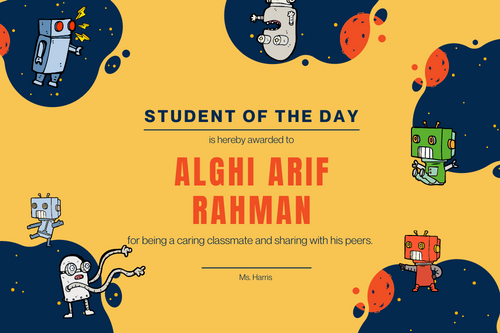 STUDENT OF THE DAY
is hereby awarded to
ALGHI ARIF
RAHMAN
for being a caring classmate and sharing with his peers.
Ms. Harris